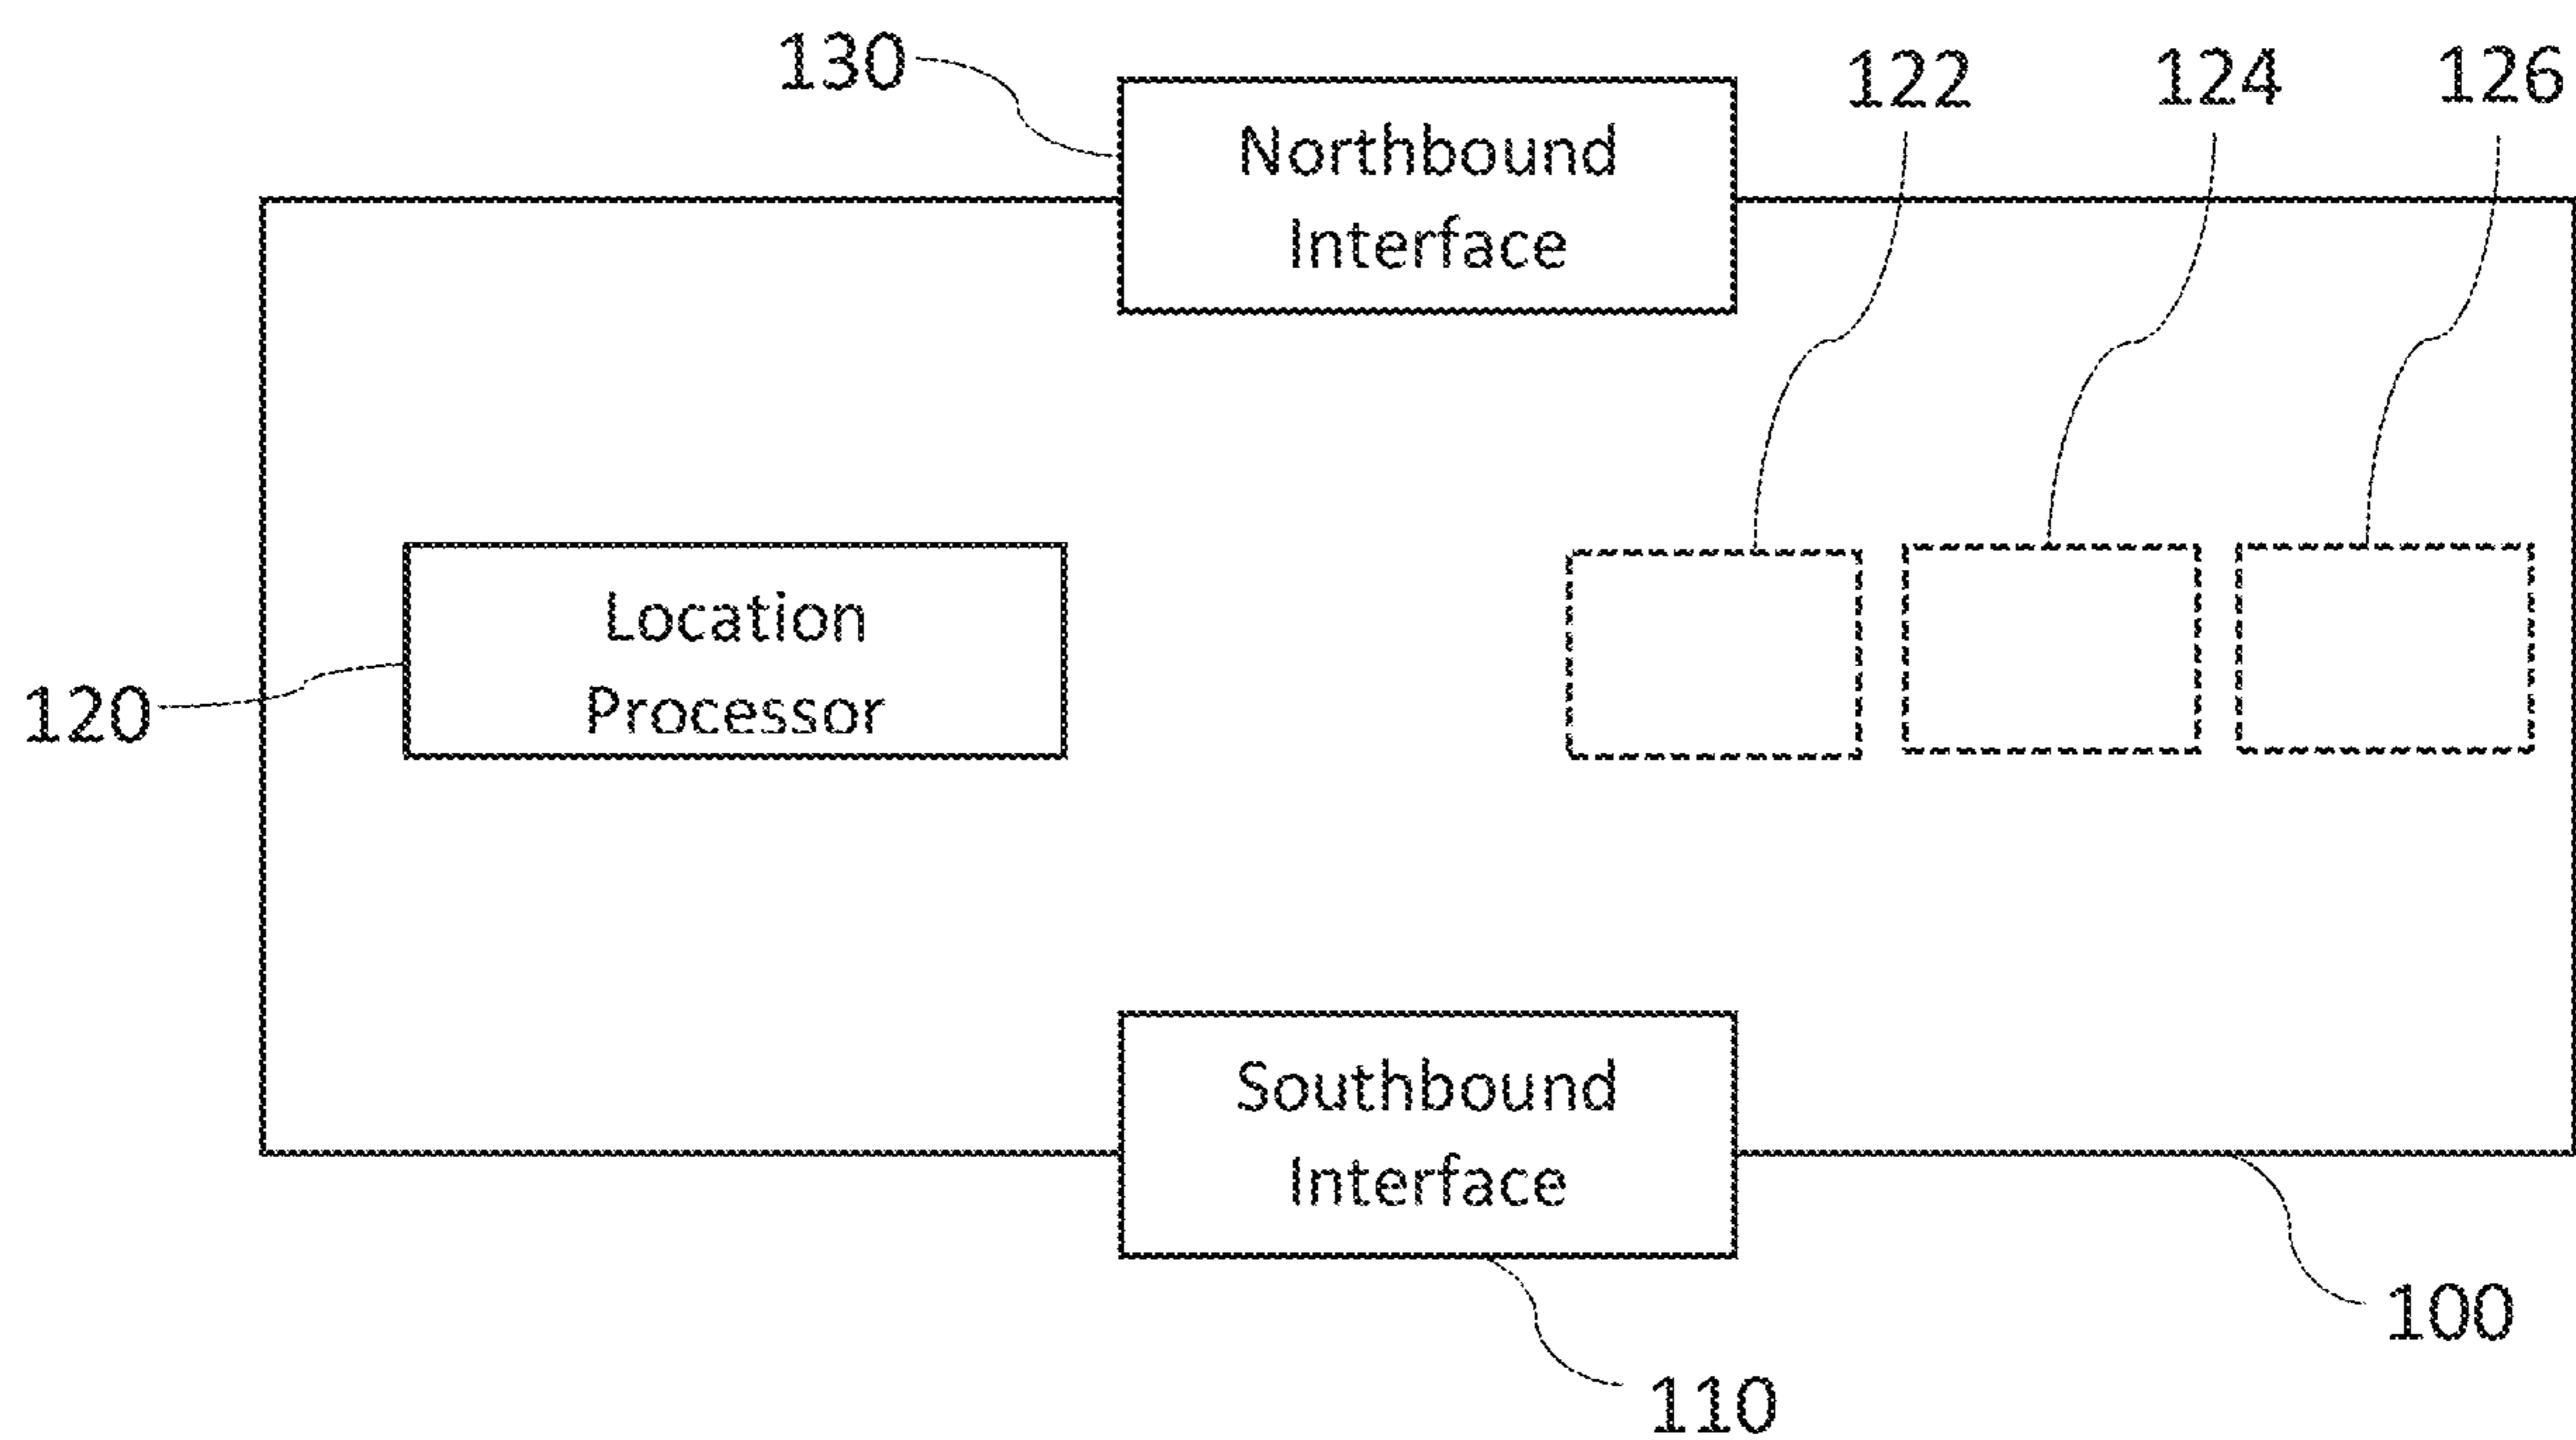 130
122
124
126
Northbound
Interface
Location
Processor
120
Southbound
Interface
100
110